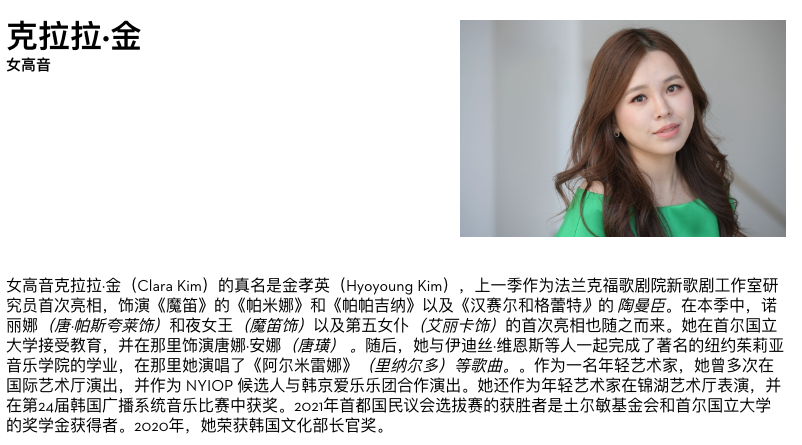 克拉拉·金
女高音
女高音克拉拉·金（Clara Kim）的真名是金孝英（Hyoyoung Kim），上一季作为法兰克福歌剧院新歌剧工作室研
究员首次亮相，饰演《魔笛》的《帕米娜》和《帕帕吉纳》以及《汉赛尔和格蕾特》的 陶曼臣。在本季中，诺
丽娜（唐·帕斯夸莱饰）和夜女王（魔笛饰）以及第五女仆（艾丽卡饰）的首次亮相也随之而来。她在首尔国立
大学接受教育，并在那里饰演唐娜·安娜（唐璜） 。随后，她与伊迪丝·维恩斯等人一起完成了著名的纽约茱莉亚
音乐学院的学业，在那里她演唱了《阿尔米雷娜》（里纳尔多）等歌曲。。作为一名年轻艺术家，她曾多次在
国际艺术厅演出，并作为 NYIOP 候选人与韩京爱乐乐团合作演出。她还作为年轻艺术家在锦湖艺术厅表演，并
在第24届韩国广播系统音乐比赛中获奖。2021年首都国民议会选拔赛的获胜者是土尔敏基金会和首尔国立大学
的奖学金获得者。2020年，她荣获韩国文化部长官奖。